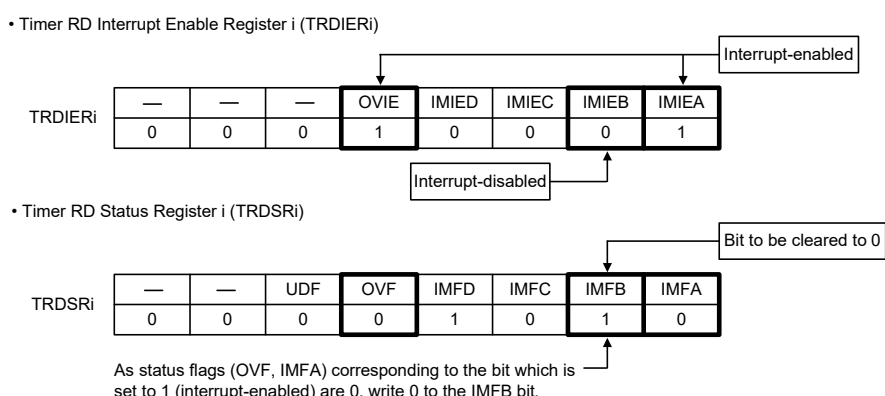 • Timer RD Interrupt Enable Register i (TRDIERi)
Interrupt-enabled
TRDIERi
— — — OVIE IMIED IMIEC IMIEB IMIEA
0 0 0 1 0 0 0 1
Interrupt-disabled
• Timer RD Status Register i (TRDSRi)
Bit to be cleared to 0
TRDSRi
— — UDF OVF IMFD IMFC IMFB IMFA
0 0 0 0 1 0 1 0
As status flags (OVF, IMFA) corresponding to the bit which is
set to 1 (interrupt-enabled) are 0, write 0 to the IMFB bit.